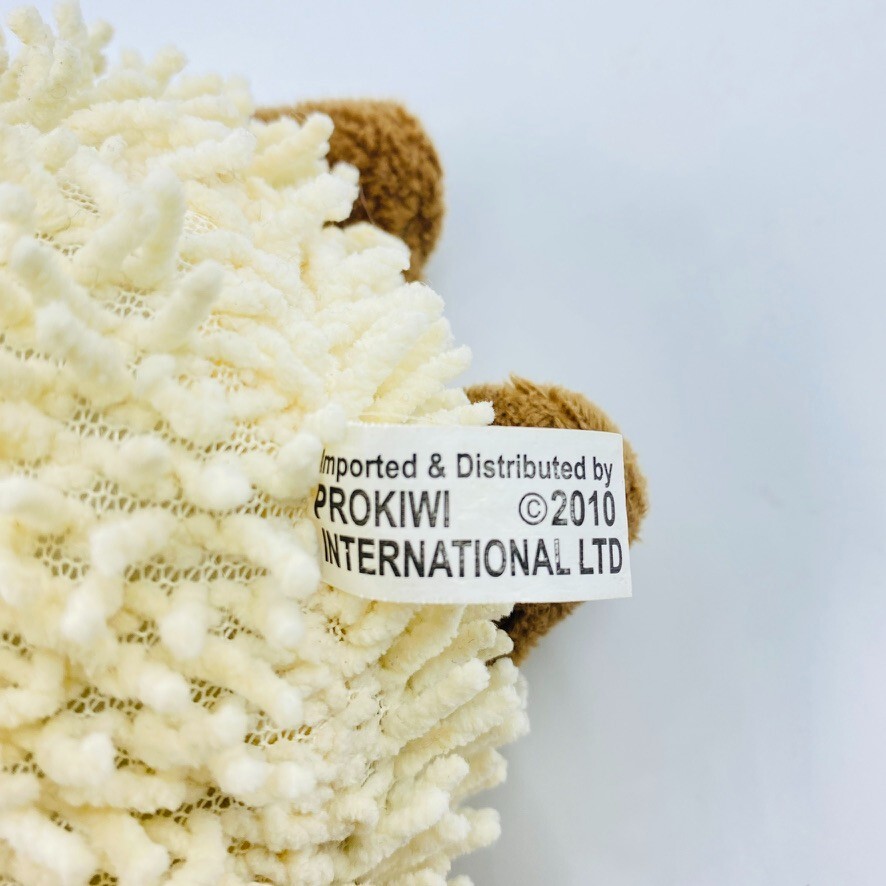 Imported & Distributed by
PROKIWI ©2010
INTERNATIONAL LTD